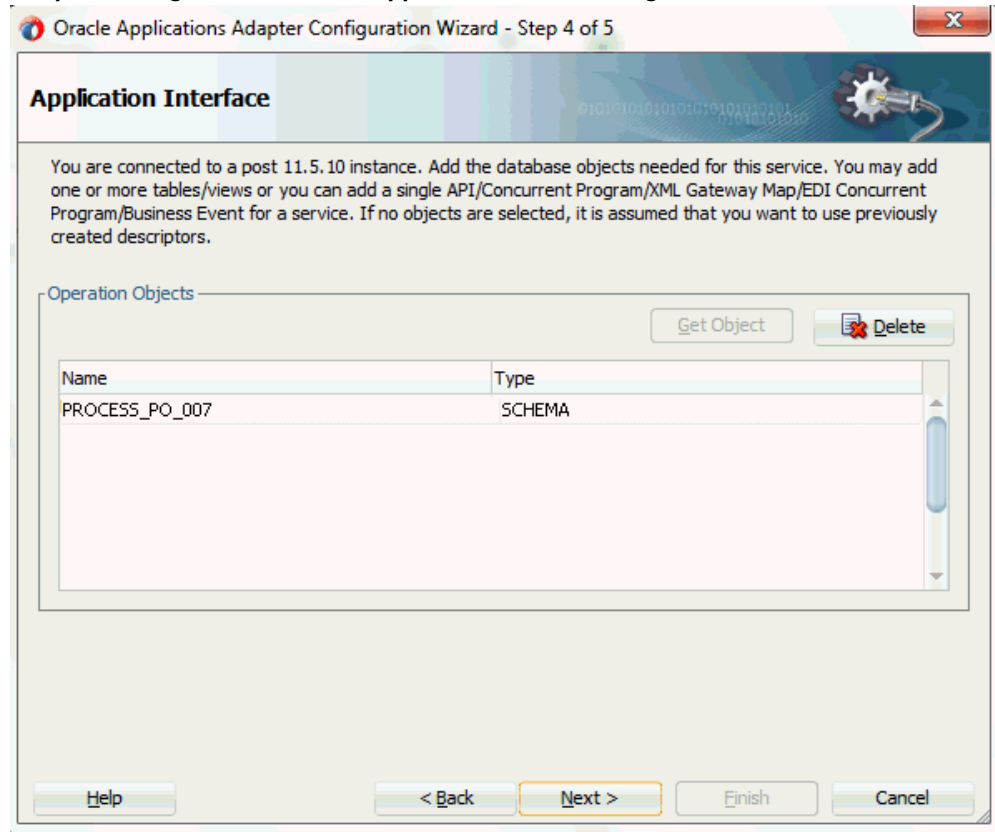 Oracle Applications Adapter Configuration Wizard - Step 4 of 5
x
Application Interface
You are connected to a post 11.5.10 instance. Add the database objects needed for this service. You may add
one or more tables/views or you can add a single API/Concurrent Program/XML Gateway Map/EDI Concurrent
Program/Business Event for a service. If no objects are selected, it is assumed that you want to use previously
created descriptors.
Operation Objects
Get Object Delete
Name Type
PROCESS_PO_007 SCHEMA
Help < Back Next > Finish Cancel